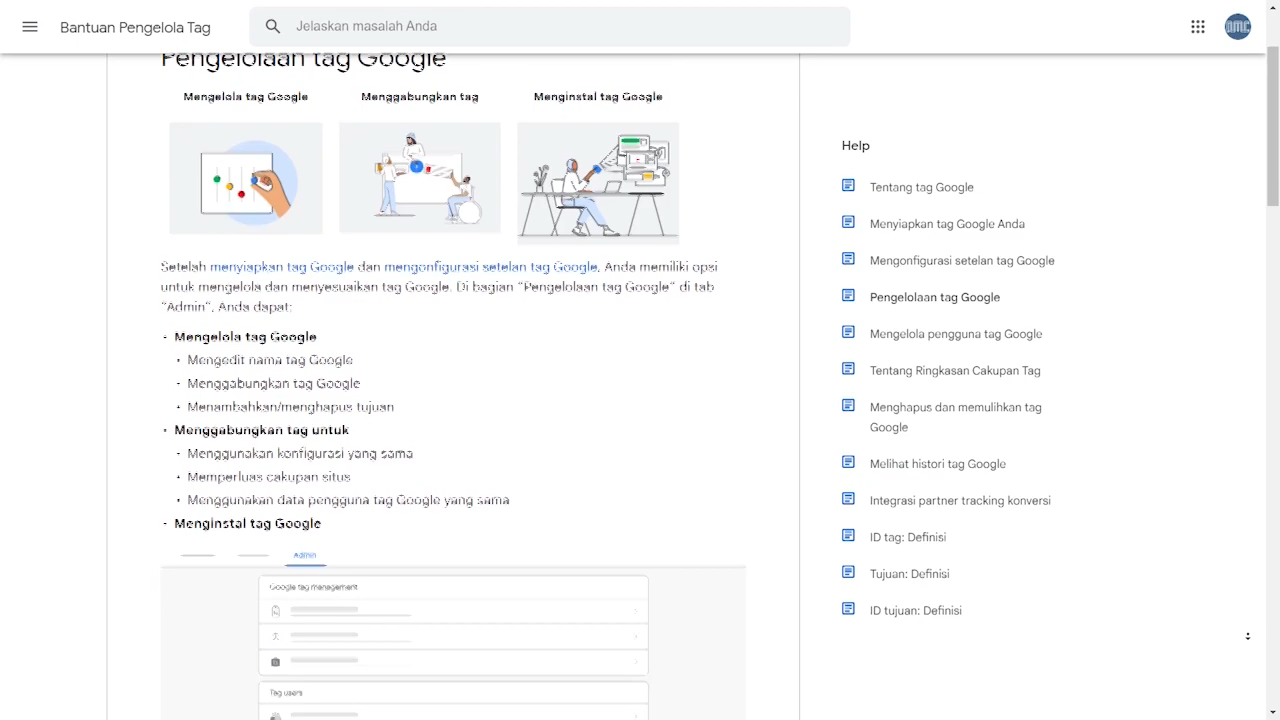 Bantuan Pengelola Tag
Jelaskan masalah Anda
Pengelolaan tag Google
Mengelola tag Google
Menggabungkan tag
Menginstal tag Google
Setelah menyiapkan tag Google dan mengonfigurasi setelan tag Google, Anda memiliki opsi
untuk mengelola dan menyesuaikan tag Google. Di bagian “Pengelolaan tag Google” di tab
“Admin”, Anda dapat:
Mengelola tag Google
Mengedit nama tag Google
Menggabungkan tag Google
Menambahkan/menghapus tujuan
Menggabungkan tag untuk
Menggunakan konfigurasi yang sama
Memperluas cakupan situs
Menggunakan data pengguna tag Google yang sama
Menginstal tag Google
Admin
Google tag management
Tag users
Help
Tentang tag Google
Menyiapkan tag Google Anda
Mengonfigurasi setelan tag Google
Pengelolaan tag Google
Mengelola pengguna tag Google
Tentang Ringkasan Cakupan Tag
Menghapus dan memulihkan tag
Google
Melihat histori tag Google
Integrasi partner tracking konversi
ID tag: Definisi
Tujuan: Definisi
ID tujuan: Definisi